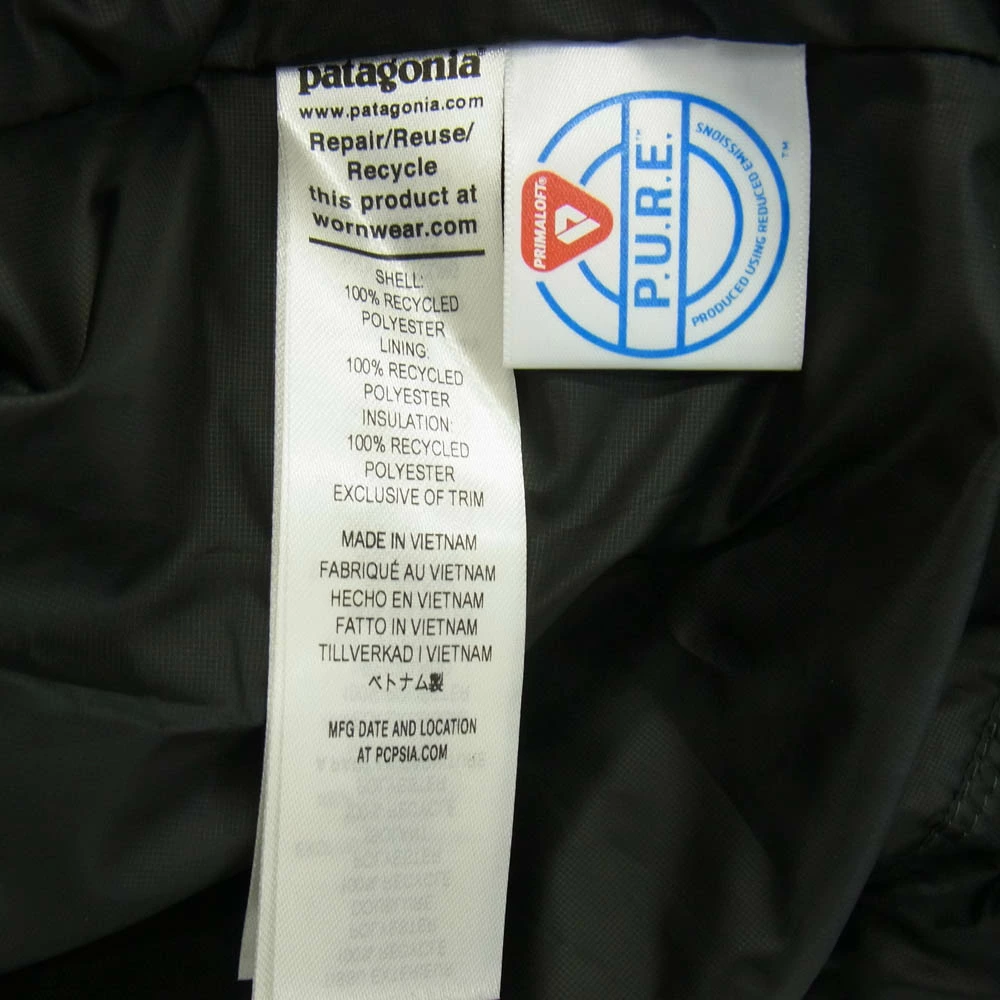 patagonia
www.patagonia.com
Repair/Reuse/
Recycle
this product at
wornwear.com
SHELL:
100% RECYCLED
POLYESTER
LINING:
100% RECYCLED
POLYESTER
INSULATION:
100% RECYCLED
POLYESTER
EXCLUSIVE OF TRIM
MADE IN VIETNAM
FABRIQUÉ AU VIETNAM
HECHO EN VIETNAM
FATTO IN VIETNAM
TILLVERKAD I VIETNAM
ベトナム製
MFG DATE AND LOCATION
AT PCPSIA.COM
PRIMALOFT®
P.U.R.E.™
PRODUCED USING REDUCED EMISSIONS
™